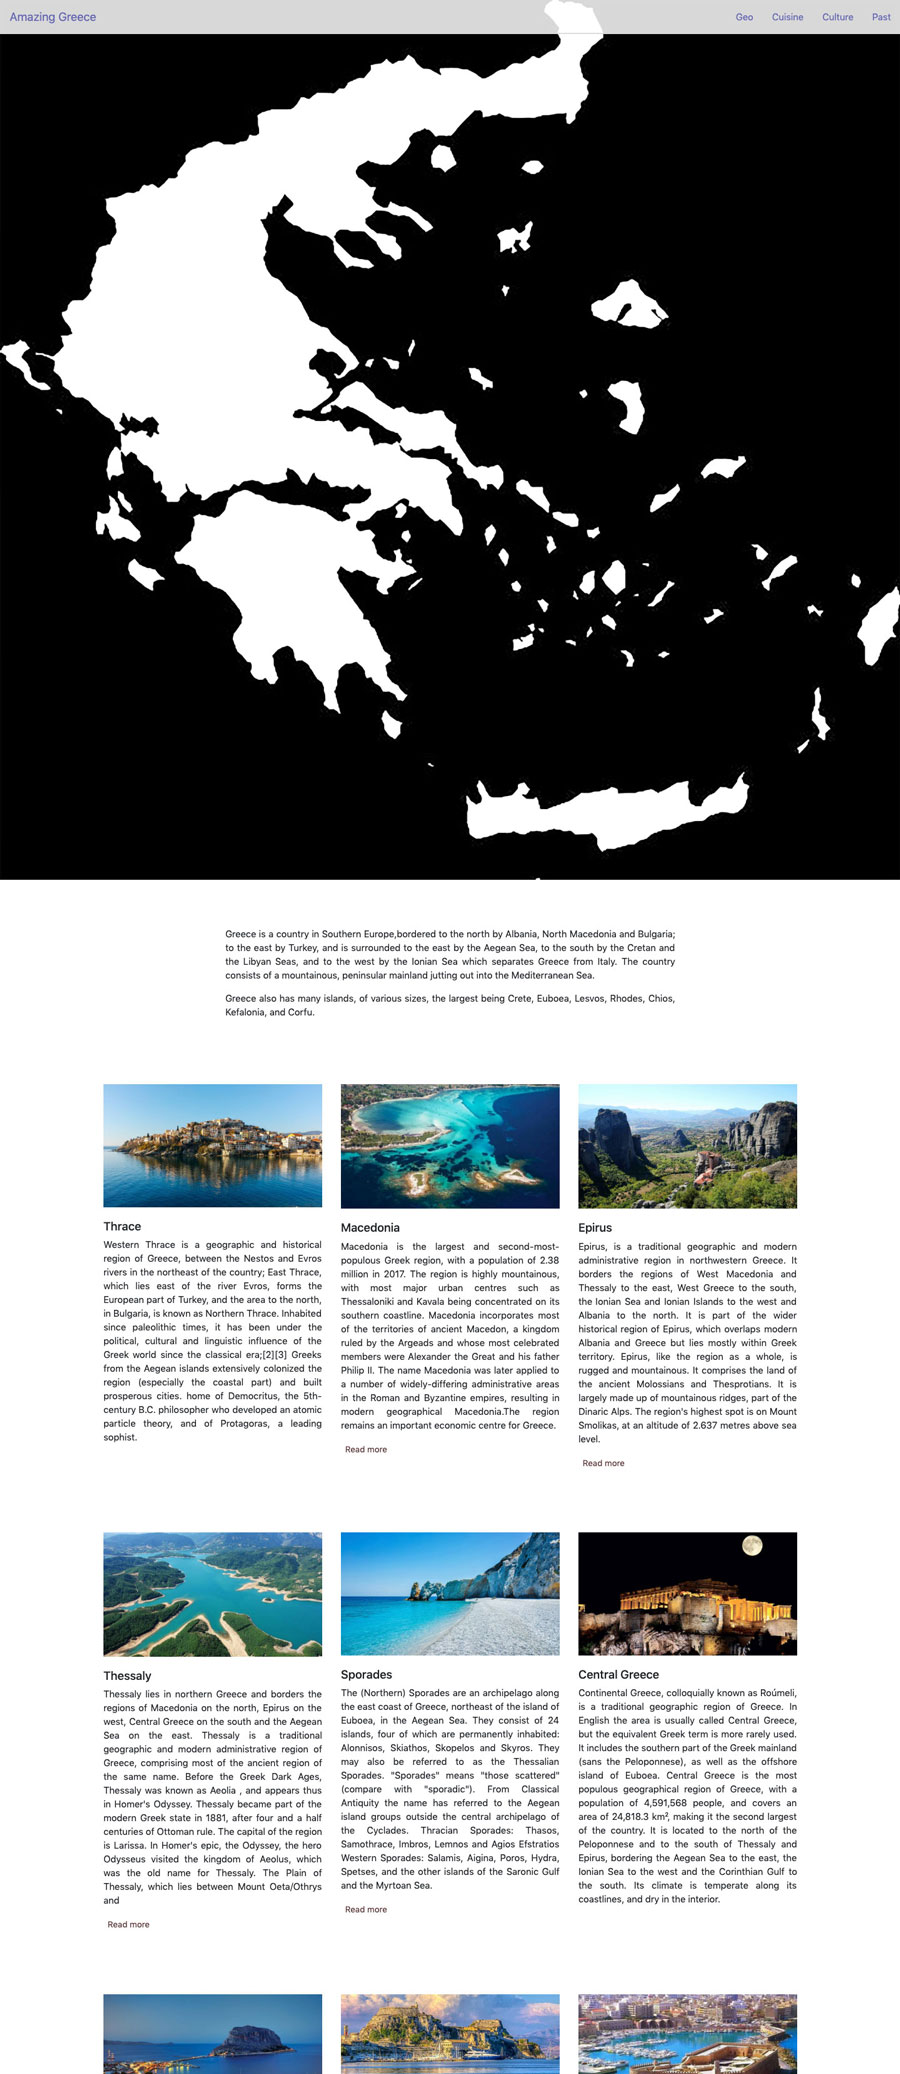 Amazing Greece
Geo Cuisine Culture Past
Greece is a country in Southern Europe,bordered to the north by Albania, North Macedonia and Bulgaria;
to the east by Turkey, and is surrounded to the east by the Aegean Sea, to the south by the Cretan and
the Libyan Seas, and to the west by the Ionian Sea which separates Greece from Italy. The country
consists of a mountainous, peninsular mainland jutting out into the Mediterranean Sea.
Greece also has many islands, of various sizes, the largest being Crete, Euboea, Lesvos, Rhodes, Chios,
Kefalonia, and Corfu.
Thrace
Western Thrace is a geographic and historical
region of Greece, between the Nestos and Evros
rivers in the northeast of the country; East Thrace,
which lies east of the river Evros, forms the
European part of Turkey, and the area to the north,
in Bulgaria, is known as Northern Thrace. Inhabited
since paleolithic times, it has been under the
political, cultural and linguistic influence of the
Greek world since the classical era;[2][3] Greeks
from the Aegean islands extensively colonized the
region (especially the coastal part) and built
prosperous cities. home of Democritus, the 5th-
century B.C. philosopher who developed an atomic
particle theory, and of Protagoras, a leading
sophist.
Macedonia
Macedonia is the largest and second-most-
populous Greek region, with a population of 2.38
million in 2017. The region is highly mountainous,
with most major urban centres such as
Thessaloniki and Kavala being concentrated on its
southern coastline. Macedonia incorporates most
of the territories of ancient Macedon, a kingdom
ruled by the Argeads and whose most celebrated
members were Alexander the Great and his father
Philip II. The name Macedonia was later applied to
a number of widely-differing administrative areas
in the Roman and Byzantine empires, resulting in
modern geographical Macedonia.The region
remains an important economic centre for Greece.
Read more
Epirus
Epirus, is a traditional geographic and modern
administrative region in northwestern Greece. It
borders the regions of West Macedonia and
Thessaly to the east, West Greece to the south,
the Ionian Sea and Ionian Islands to the west and
Albania to the north. It is part of the wider
historical region of Epirus, which overlaps modern
Albania and Greece but lies mostly within Greek
territory. Epirus, like the region as a whole, is
rugged and mountainous. It comprises the land of
the ancient Molossians and Thesprotians. It is
largely made up of mountainous ridges, part of the
Dinaric Alps. The region's highest spot is on Mount
Smolikas, at an altitude of 2.637 metres above sea
level.
Read more
Thessaly
Thessaly lies in northern Greece and borders the
regions of Macedonia on the north, Epirus on the
west, Central Greece on the south and the Aegean
Sea on the east. Thessaly is a traditional
geographic and modern administrative region of
Greece, comprising most of the ancient region of
the same name. Before the Greek Dark Ages,
Thessaly was known as Aeolia , and appears thus
in Homer's Odyssey. Thessaly became part of the
modern Greek state in 1881, after four and a half
centuries of Ottoman rule. The capital of the region
is Larissa. In Homer's epic, the Odyssey, the hero
Odysseus visited the kingdom of Aeolus, which
was the old name for Thessaly. The Plain of
Thessaly, which lies between Mount Oeta/Othrys
and
Read more
Sporades
The (Northern) Sporades are an archipelago along
the east coast of Greece, northeast of the island of
Euboea, in the Aegean Sea. They consist of 24
islands, four of which are permanently inhabited:
Alonnisos, Skiathos, Skopelos and Skyros. They
may also be referred to as the Thessalian
Sporades. "Sporades" means "those scattered"
(compare with "sporadic"). From Classical
Antiquity the name has referred to the Aegean
island groups outside the central archipelago of
the Cyclades. Thracian Sporades: Thasos,
Samothrace, Imbros, Lemnos and Agios Efstratios
Western Sporades: Salamis, Aigina, Poros, Hydra,
Spetses, and the other islands of the Saronic Gulf
and the Myrtoan Sea.
Read more
Central Greece
Continental Greece, colloquially known as Roúmeli,
is a traditional geographic region of Greece. In
English the area is usually called Central Greece,
but the equivalent Greek term is more rarely used.
It includes the southern part of the Greek mainland
(sans the Peloponnese), as well as the offshore
island of Euboea. Central Greece is the most
populous geographical region of Greece, with a
population of 4,591,568 people, and covers an
area of 24,818.3 km², making it the second largest
of the country. It is located to the north of the
Peloponnese and to the south of Thessaly and
Epirus, bordering the Aegean Sea to the east, the
Ionian Sea to the west and the Corinthian Gulf to
the south. Its climate is temperate along its
coastlines, and dry in the interior.